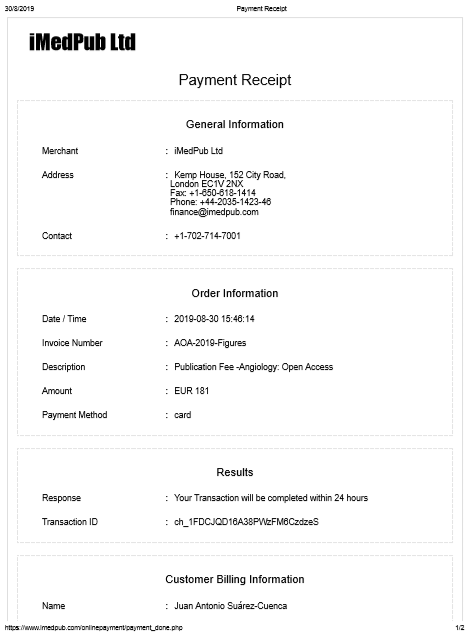 30/8/2019 Payment Receipt
iMedPub Ltd
Payment Receipt
General Information
Merchant : iMedPub Ltd
Address : Kemp House, 152 City Road,
London EC1V 2NX
Fax: +1-650-618-1414
Phone: +44-2035-1423-46
finance@imedpub.com
Contact : +1-702-714-7001
Order Information
Date / Time : 2019-08-30 15:46:14
Invoice Number : AOA-2019-Figures
Description : Publication Fee -Angiology: Open Access
Amount : EUR 181
Payment Method : card
Results
Response : Your Transaction will be completed within 24 hours
Transaction ID : ch_1FDCJQD16A38PWzFM6CzdzeS
Customer Billing Information
Name : Juan Antonio Suárez-Cuenca
https://www.imedpub.com/onlinepayment/payment_done.php 1/2